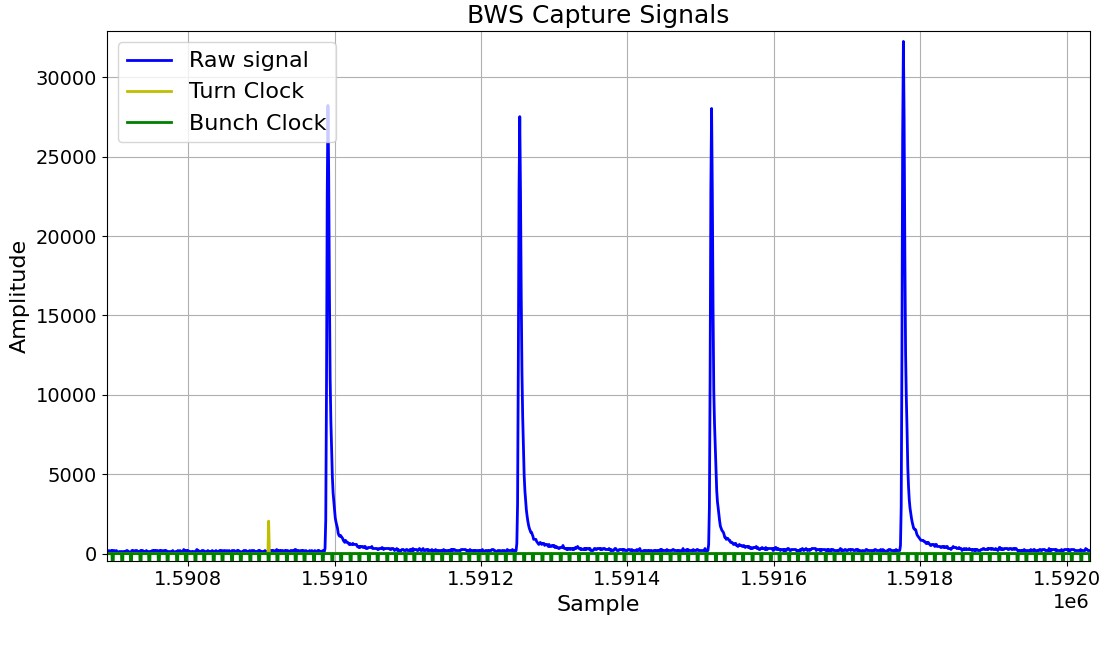 BWS Capture Signals
Raw signal
Turn Clock
Bunch Clock
30000
25000
20000
15000
10000
5000
0
Amplitude
1.5908 1.5910 1.5912 1.5914 1.5916 1.5918 1.5920
1e6
Sample